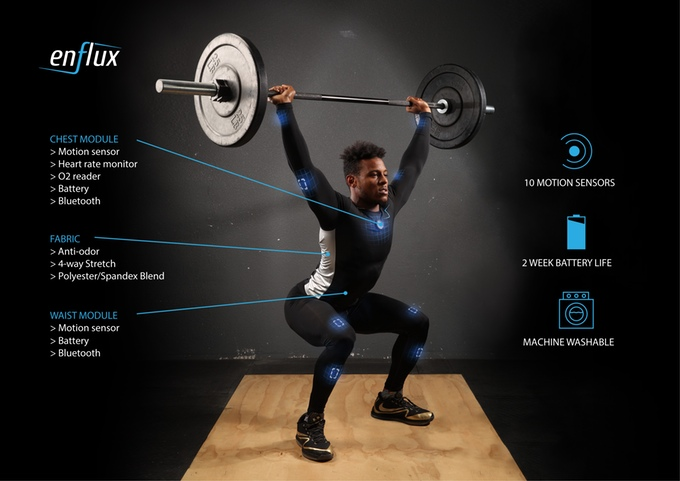 enflux
CHEST MODULE
> Motion sensor
> Heart rate monitor
> O2 reader
> Battery
> Bluetooth
FABRIC
> Anti-odor
> 4-way Stretch
> Polyester/Spandex Blend
WAIST MODULE
> Motion sensor
> Battery
> Bluetooth
10 MOTION SENSORS
2 WEEK BATTERY LIFE
MACHINE WASHABLE